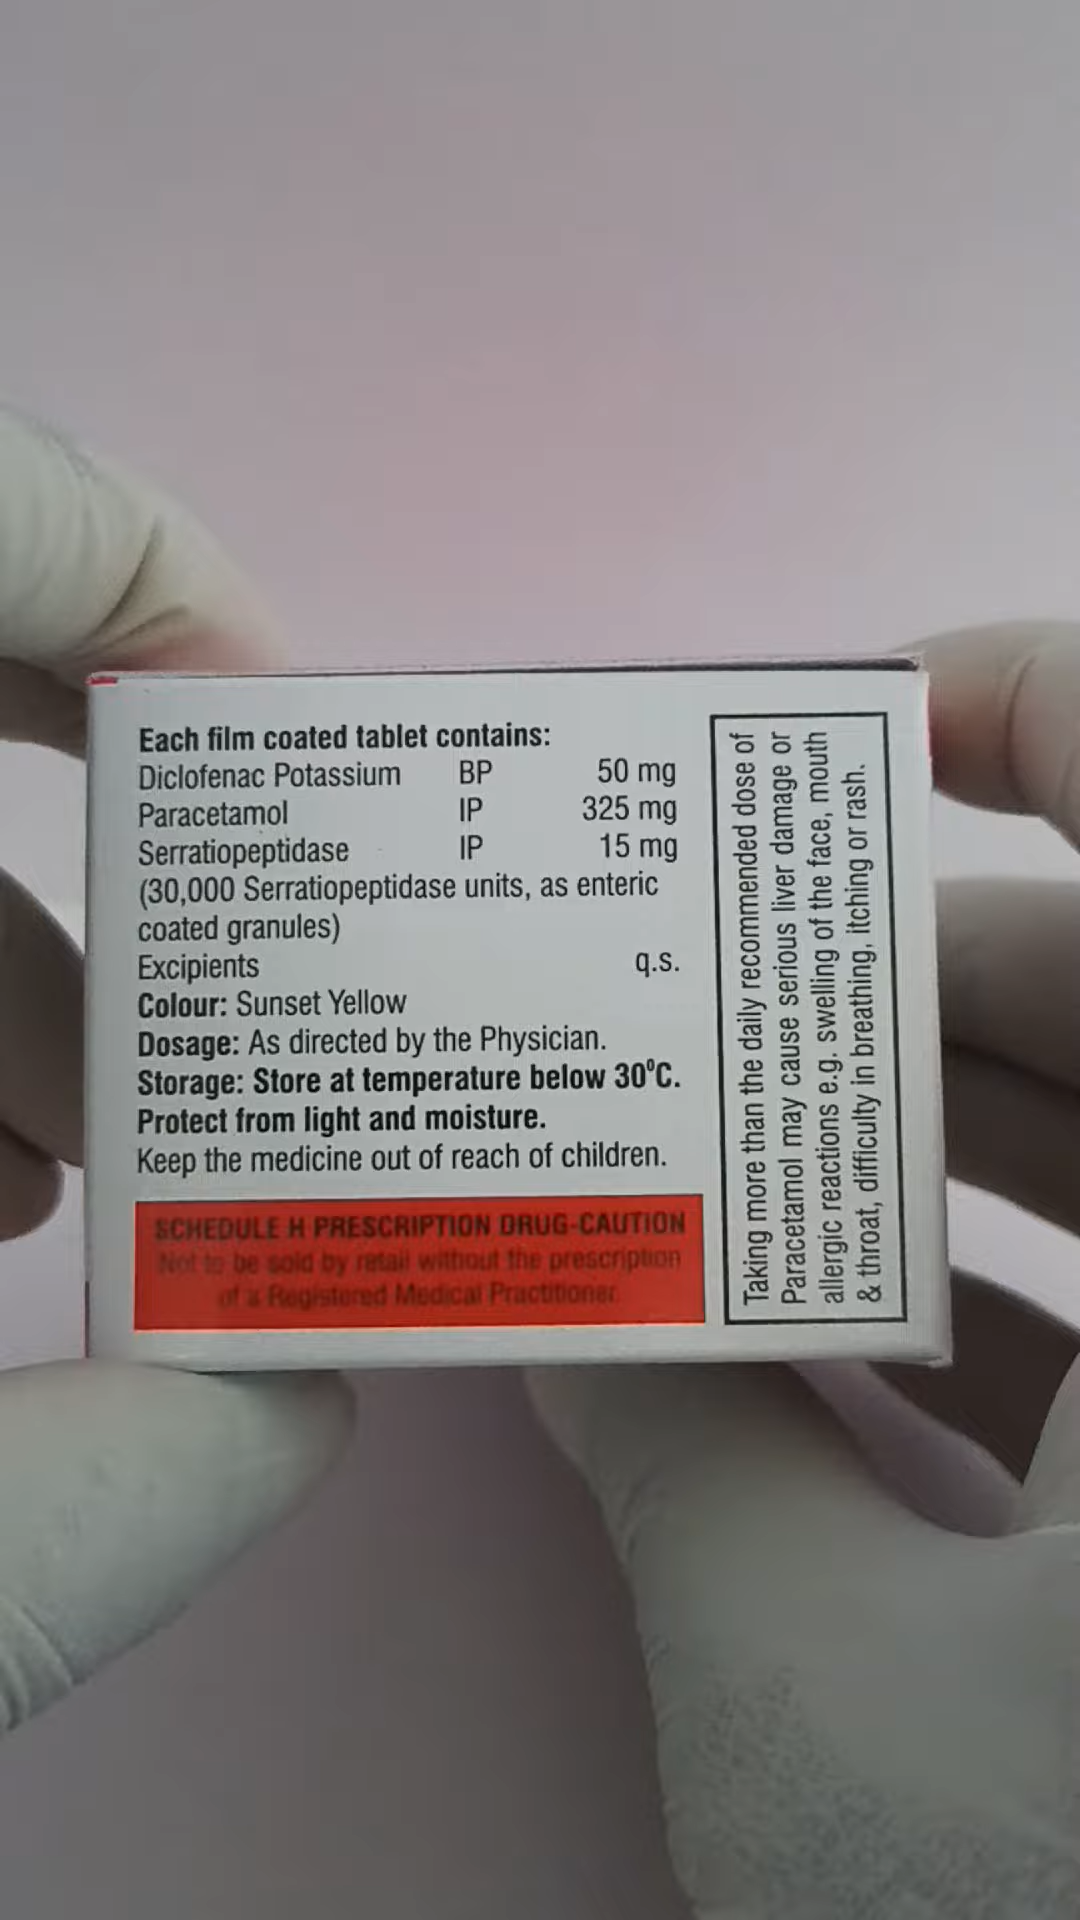 Each film coated tablet contains:
Diclofenac Potassium BP 50 mg
Paracetamol IP 325 mg
Serratiopeptidase IP 15 mg
(30,000 Serratiopeptidase units, as enteric
coated granules)
Excipients q.s.
Colour: Sunset Yellow
Dosage: As directed by the Physician.
Storage: Store at temperature below 30⁰C.
Protect from light and moisture.
Keep the medicine out of reach of children.
SCHEDULE H PRESCRIPTION DRUG-CAUTION
Not to be sold by retail without the prescription
of a Registered Medical Practitioner.
Taking more than the daily recommended dose of
Paracetamol may cause serious liver damage or
allergic reactions e.g. swelling of the face, mouth
& throat, difficulty in breathing, itching or rash.